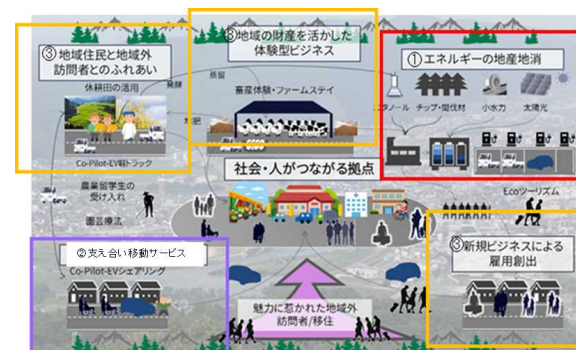 ③地域住民と地域外
訪問者とのふれあい
休耕田の活用
Co-Pilot-EV軽トラック
発酵
堆肥
③地域の財産を活かした
体験型ビジネス
蒸留
畜産体験・ファームステイ
①エネルギーの地産地消
エタノール
チップ・間伐材
小水力
太陽光
社会・人がつながる拠点
農業留学生の
受け入れ
園芸療法
Ecoツーリズム
②支え合い移動サービス
Co-Pilot-EVシェアリング
魅力に惹かれた地域外
訪問者/移住
③新規ビジネスによる
雇用創出